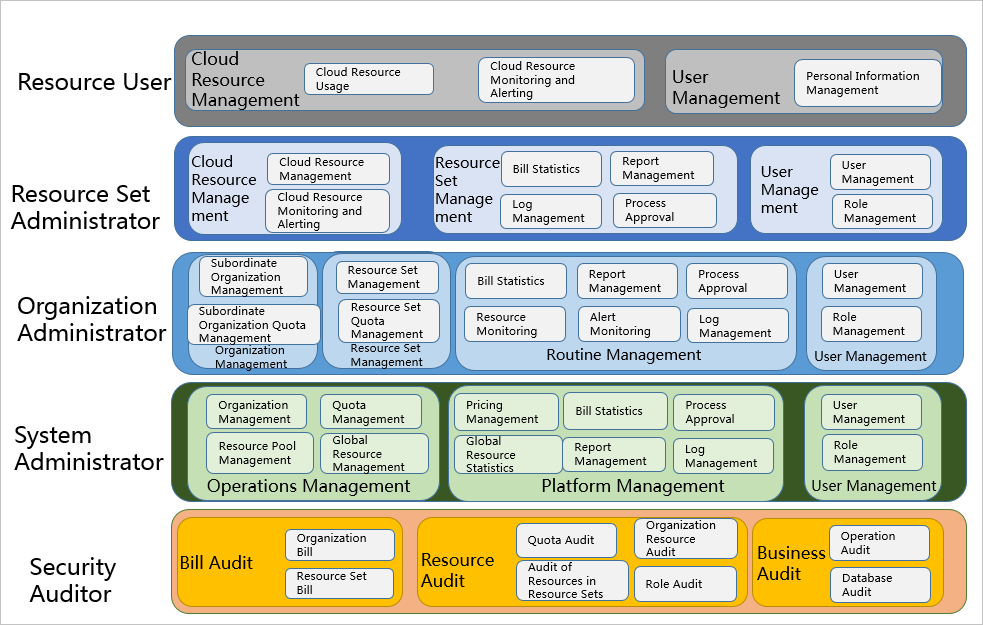 Resource User
Cloud
Resource
Management
Cloud Resource
Usage
Cloud Resource
Monitoring and
Alerting
User
Management
Personal Information
Management
Resource Set
Administrator
Cloud
Resource
Manage
ment
Cloud Resource
Management
Cloud Resource
Monitoring and
Alerting
Resource
Set
Manage
ment
Bill Statistics
Report
Management
Log
Management
Process
Approval
User
Manage
ment
User
Management
Role
Management
Organization
Administrator
Subordinate
Organization
Management
Subordinate
Organization Quota
Management
Organization
Management
Resource Set
Management
Resource Set
Quota
Management
Resource Set
Management
Bill Statistics
Report
Management
Process
Approval
Resource
Monitoring
Alert
Monitoring
Log
Management
Routine Management
User
Management
Role
Management
User Management
System
Administrator
Organization
Management
Quota
Management
Resource Pool
Management
Global
Resource
Management
Operations Management
Pricing
Management
Bill Statistics
Process
Approval
Global
Resource
Statistics
Report
Management
Log
Management
Platform Management
User
Management
Role
Management
User Management
Security
Auditor
Bill Audit
Organization
Bill
Resource Set
Bill
Resource
Audit
Quota Audit
Organization
Resource
Audit
Audit of
Resources in
Resource Sets
Role Audit
Business
Audit
Operation
Audit
Database
Audit